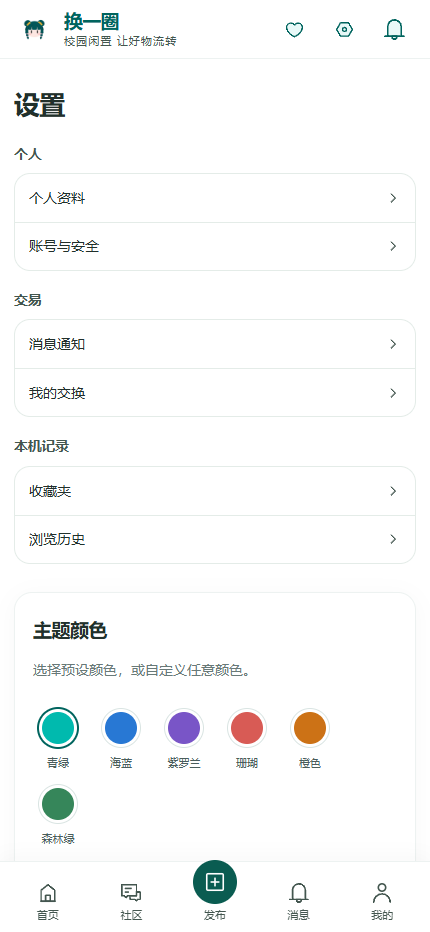 换一圈
校园闲置 让好物流转
设置
个人
个人资料
账号与安全
交易
消息通知
我的交换
本机记录
收藏夹
浏览历史
主题颜色
选择预设颜色，或自定义任意颜色。
青绿 海蓝 紫罗兰 珊瑚 橙色
森林绿
首页 社区 发布 消息 我的